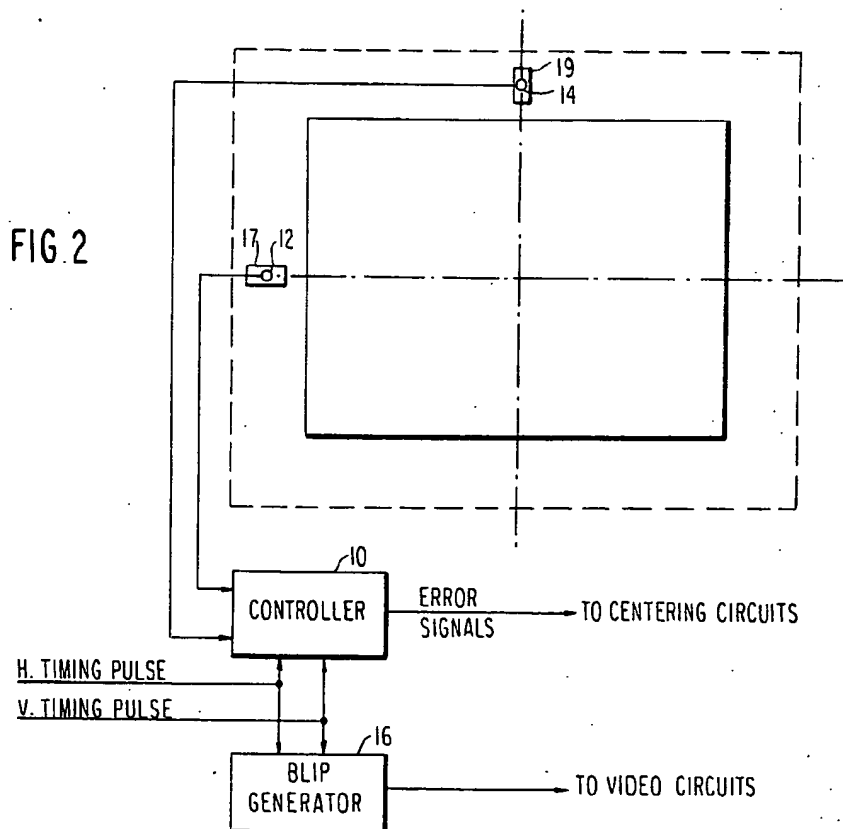 19
14
FIG. 2
17 12
10
CONTROLLER
ERROR
SIGNALS
TO CENTERING CIRCUITS
H. TIMING PULSE
V. TIMING PULSE
16
BLIP
GENERATOR
TO VIDEO CIRCUITS